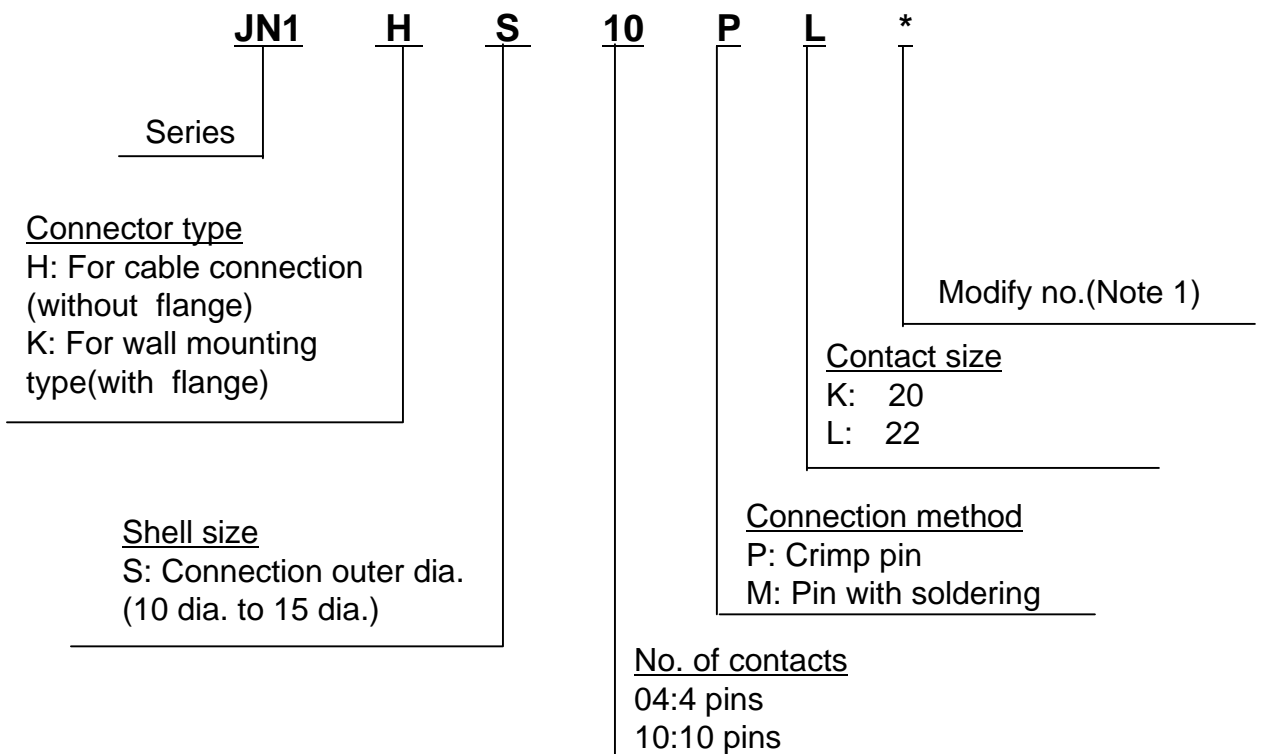 JN1 H S 10 P L *
Series
Connector type
H: For cable connection
(without flange)
K: For wall mounting
type(with flange)
Modify no.(Note 1)
Contact size
K: 20
L: 22
Shell size
S: Connection outer dia.
(10 dia. to 15 dia.)
Connection method
P: Crimp pin
M: Pin with soldering
No. of contacts
04:4 pins
10:10 pins